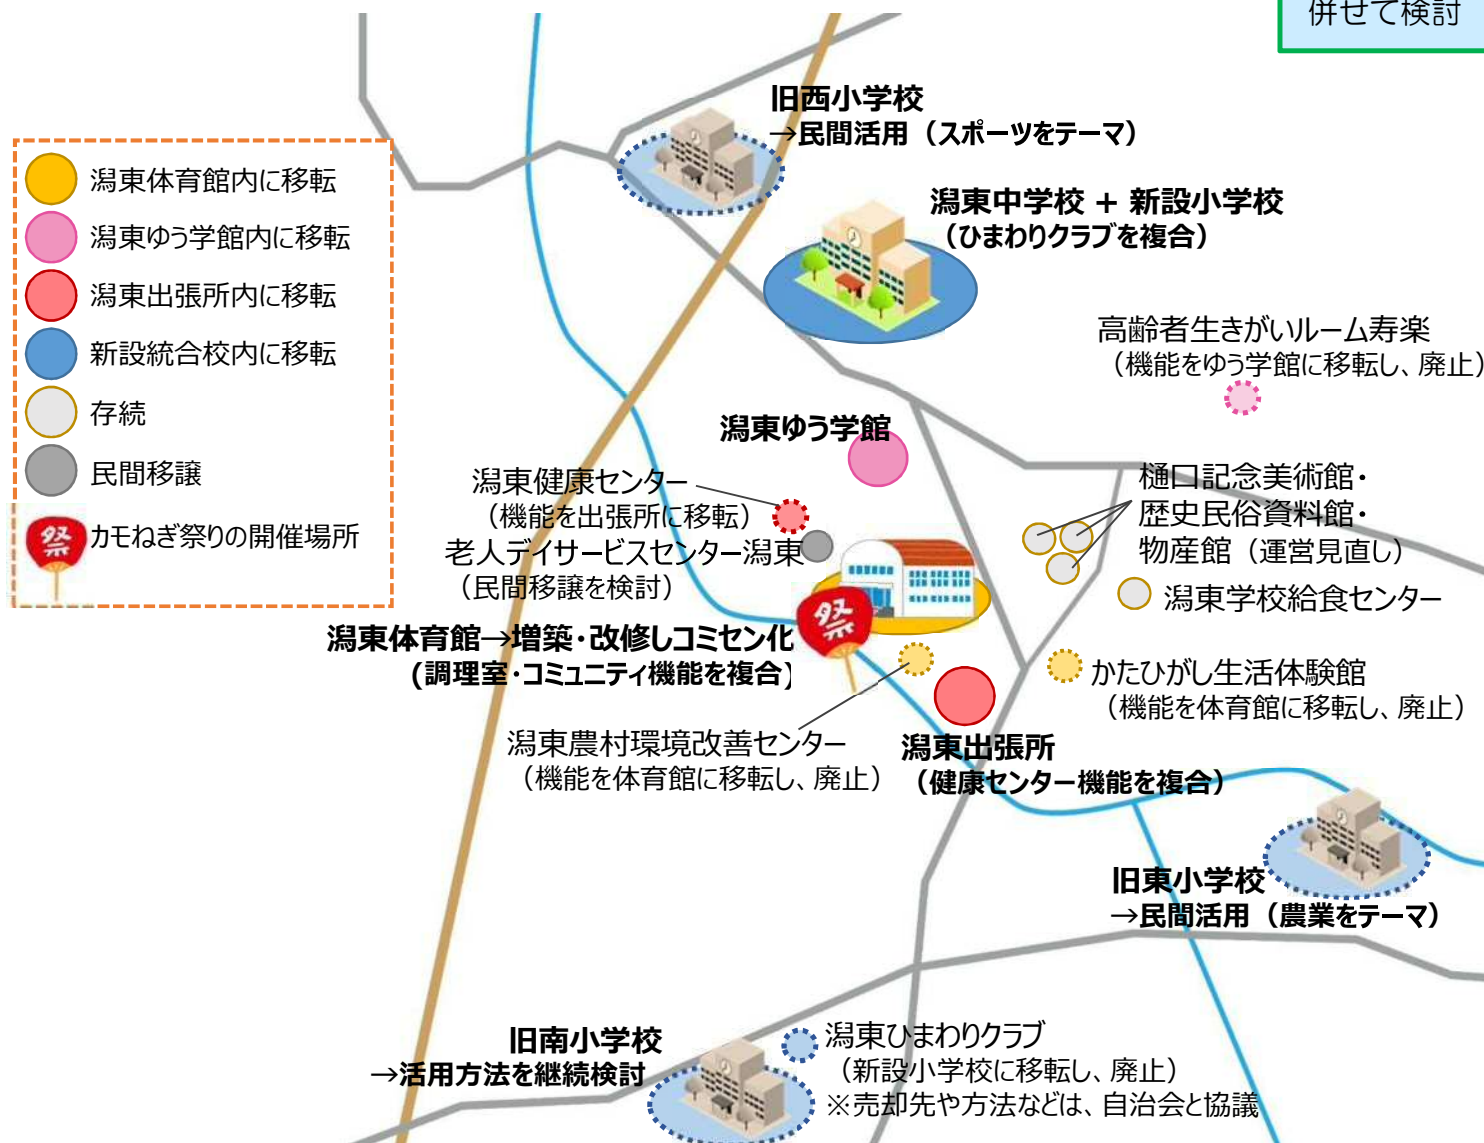 併せて検討
旧西小学校
→民間活用（スポーツをテーマ）
潟東体育館内に移転
潟東ゆう学館内に移転
潟東出張所内に移転
新設統合校内に移転
存続
民間移譲
祭
カモねぎ祭りの開催場所
潟東中学校 + 新設小学校
（ひまわりクラブを複合）
高齢者生きがいルーム寿楽
（機能をゆう学館に移転し、廃止）
潟東ゆう学館
潟東健康センター
（機能を出張所に移転）
老人デイサービスセンター潟東
（民間移譲を検討）
樋口記念美術館・
歴史民俗資料館・
物産館（運営見直し）
潟東学校給食センター
祭
潟東体育館→増築・改修しコミセン化
(調理室・コミュニティ機能を複合)
かたひがし生活体験館
（機能を体育館に移転し、廃止）
潟東農村環境改善センター
（機能を体育館に移転し、廃止）
潟東出張所
（健康センター機能を複合）
旧東小学校
→民間活用（農業をテーマ）
旧南小学校
→活用方法を継続検討
潟東ひまわりクラブ
（新設小学校に移転し、廃止）
※売却先や方法などは、自治会と協議